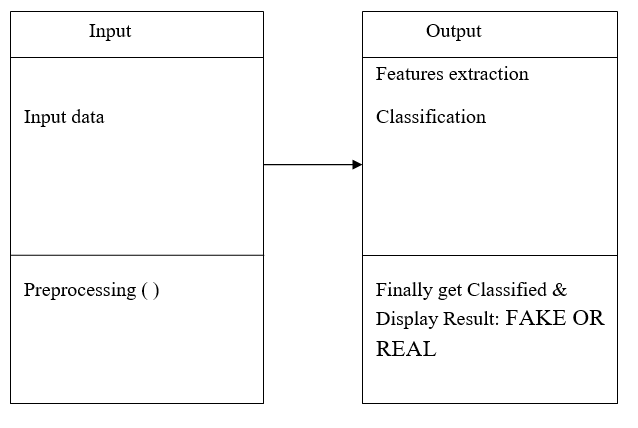 Input
Input data
Preprocessing ( )
Output
Features extraction
Classification
Finally get Classified &
Display Result: FAKE OR
REAL